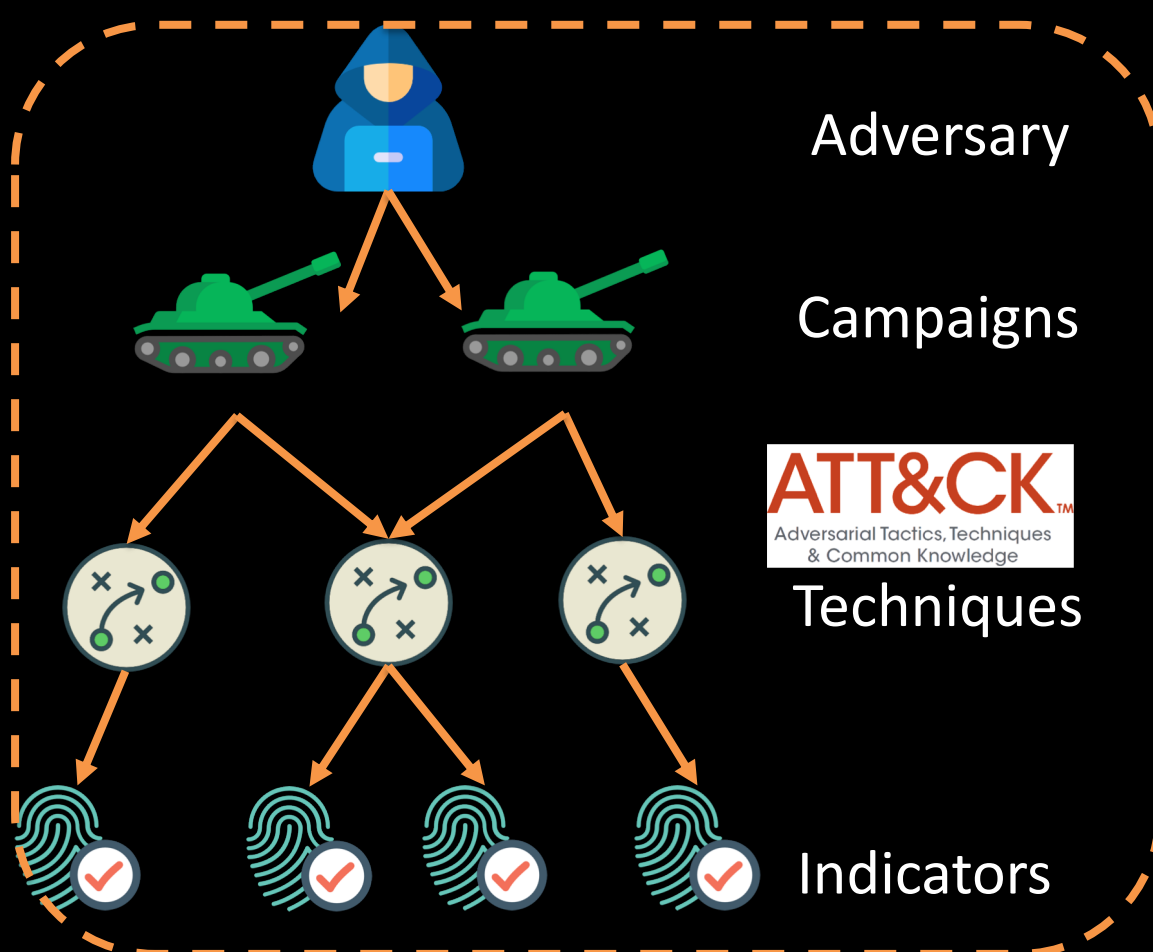 Adversary
Campaigns
ATT&CK™
Adversarial Tactics, Techniques
& Common Knowledge
Techniques
Indicators